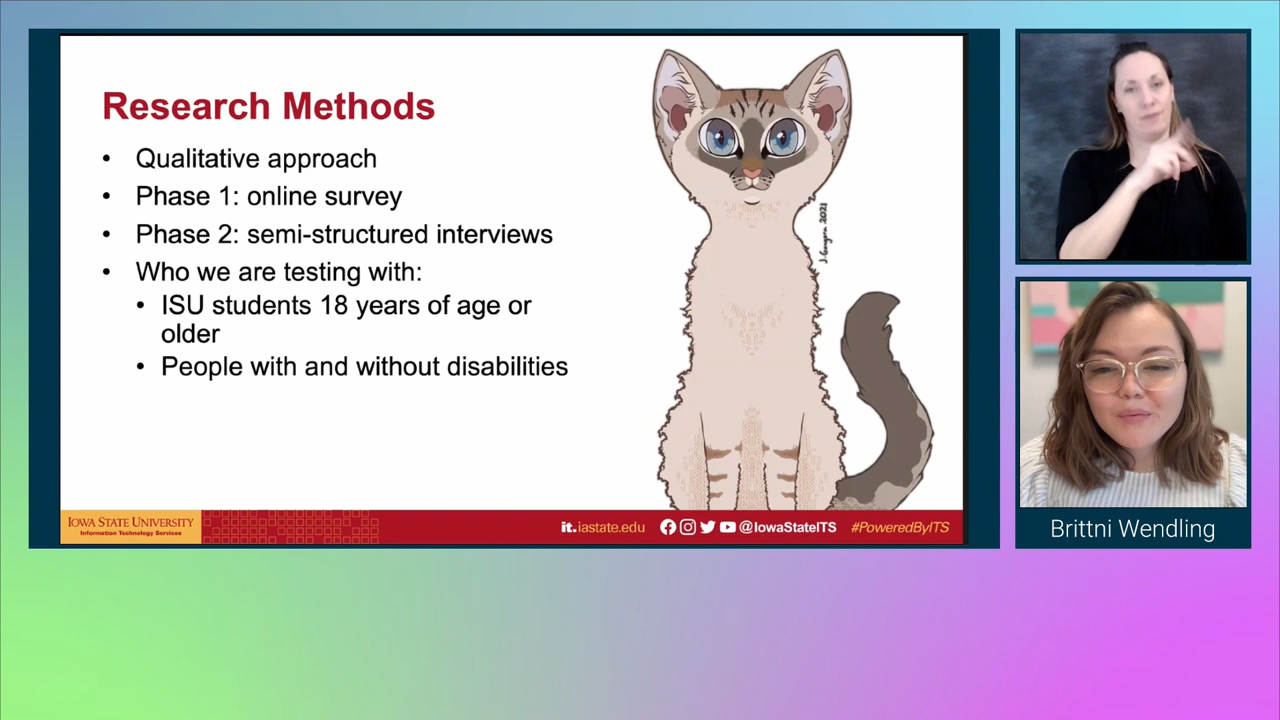 Research Methods
• Qualitative approach
• Phase 1: online survey
• Phase 2: semi-structured interviews
• Who we are testing with:
• ISU students 18 years of age or
older
• People with and without disabilities
IOWA STATE UNIVERSITY
Information Technology Services
it.iastate.edu
@IowaStateITS
#PoweredByITS
Brittni Wendling